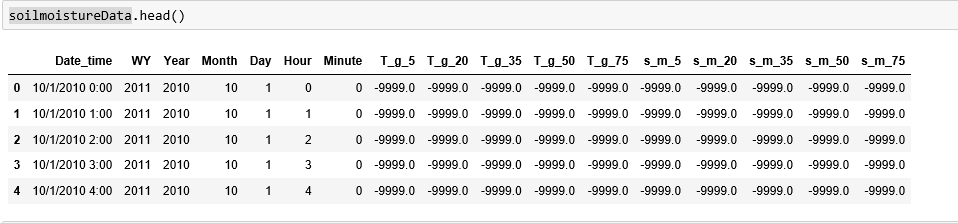 soilmoistureData.head()
Date_time WY Year Month Day Hour Minute T_g_5 T_g_20 T_g_35 T_g_50 T_g_75 s_m_5 s_m_20 s_m_35 s_m_50 s_m_75
0 10/1/2010 0:00 2011 2010 10 1 0 0 -9999.0 -9999.0 -9999.0 -9999.0 -9999.0 -9999.0 -9999.0 -9999.0 -9999.0 -9999.0
1 10/1/2010 1:00 2011 2010 10 1 1 0 -9999.0 -9999.0 -9999.0 -9999.0 -9999.0 -9999.0 -9999.0 -9999.0 -9999.0 -9999.0
2 10/1/2010 2:00 2011 2010 10 1 2 0 -9999.0 -9999.0 -9999.0 -9999.0 -9999.0 -9999.0 -9999.0 -9999.0 -9999.0 -9999.0
3 10/1/2010 3:00 2011 2010 10 1 3 0 -9999.0 -9999.0 -9999.0 -9999.0 -9999.0 -9999.0 -9999.0 -9999.0 -9999.0 -9999.0
4 10/1/2010 4:00 2011 2010 10 1 4 0 -9999.0 -9999.0 -9999.0 -9999.0 -9999.0 -9999.0 -9999.0 -9999.0 -9999.0 -9999.0